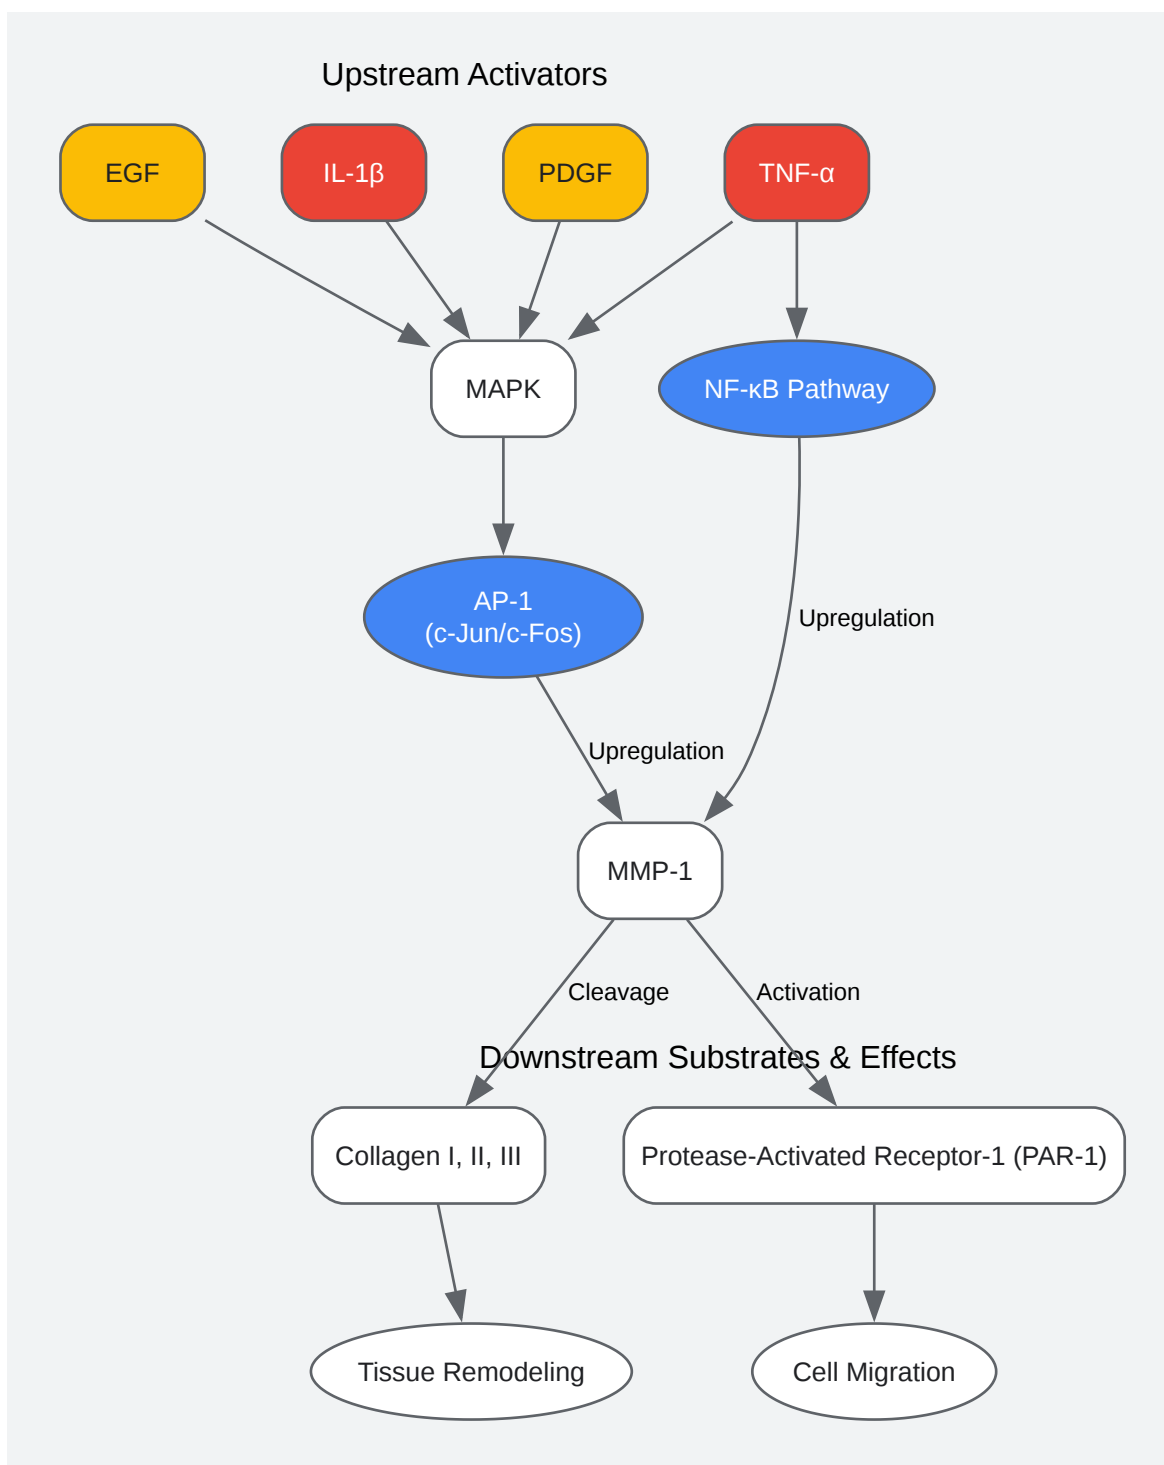 Upstream Activators
EGF
IL-1β
PDGF
TNF-α
MAPK
NF-κB Pathway
AP-1
(c-Jun/c-Fos)
Upregulation
Upregulation
MMP-1
Cleavage
Activation
Downstream Substrates & Effects
Collagen I, II, III
Protease-Activated Receptor-1 (PAR-1)
Tissue Remodeling
Cell Migration